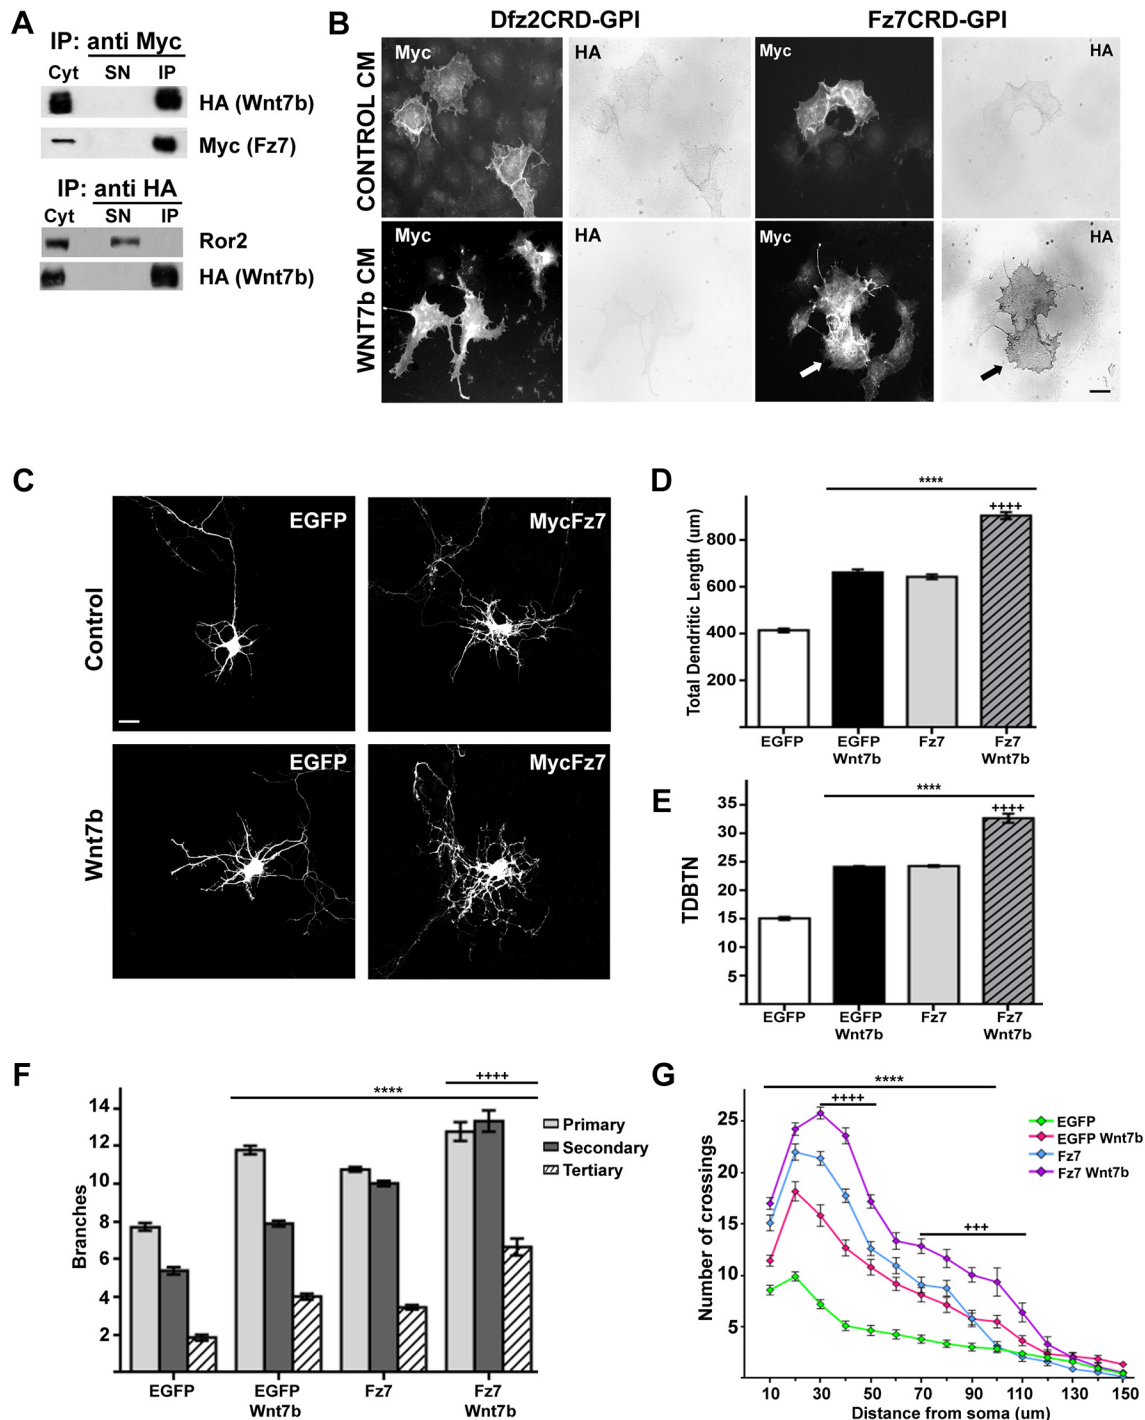 A
IP: anti Myc
Cyt SN IP
HA (Wnt7b)
Myc (Fz7)
IP: anti HA
Cyt SN IP
Ror2
HA (Wnt7b)
B
Dfz2CRD-GPI Fz7CRD-GPI
CONTROL CM
Myc HA Myc HA
WNT7b CM
Myc HA Myc HA
C
EGFP MycFz7
Control
EGFP MycFz7
Wnt7b
D
****
++++
Total Dendritic Length (um)
800
600
400
200
EGFP EGFP Wnt7b Fz7 Fz7 Wnt7b
E
****
++++
TDBTN
35
30
25
20
15
10
5
EGFP EGFP Wnt7b Fz7 Fz7 Wnt7b
F
++++
****
Branches
14
12
10
8
6
4
2
Primary
Secondary
Tertiary
EGFP EGFP Wnt7b Fz7 Fz7 Wnt7b
G
****
++++
+++
Number of crossings
25
20
15
10
5
EGFP
EGFP Wnt7b
Fz7
Fz7 Wnt7b
10 30 50 70 90 110 130 150
Distance from soma (um)